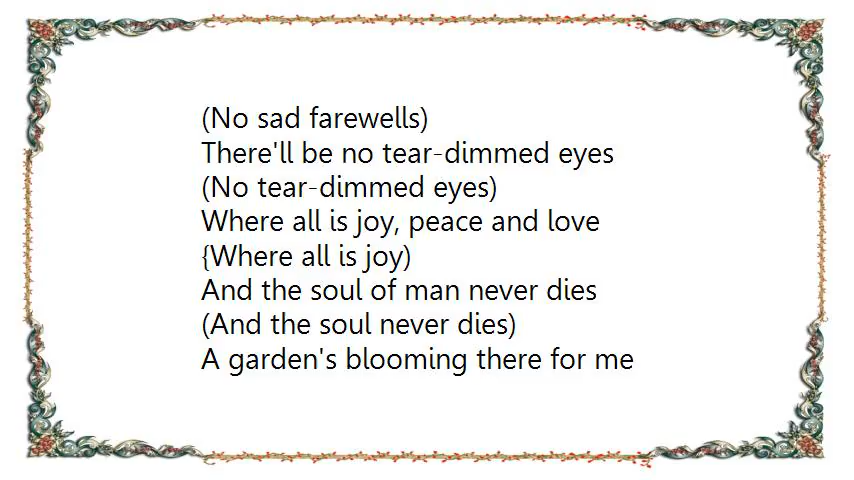 (No sad farewells)
There'll be no tear-dimmed eyes
(No tear-dimmed eyes)
Where all is joy, peace and love
{Where all is joy)
And the soul of man never dies
(And the soul never dies)
A garden's blooming there for me